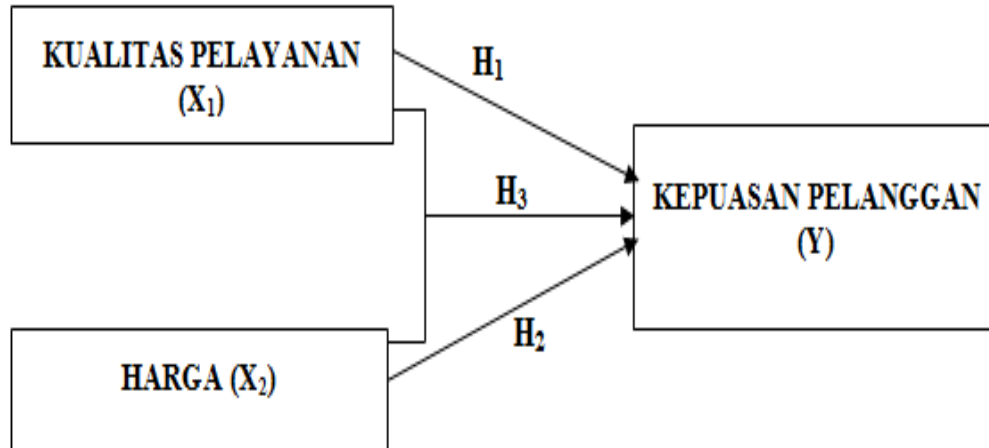 KUALITAS PELAYANAN
(X₁)
H₁
H₃
KEPUASAN PELANGGAN
(Y)
H₂
HARGA (X₂)